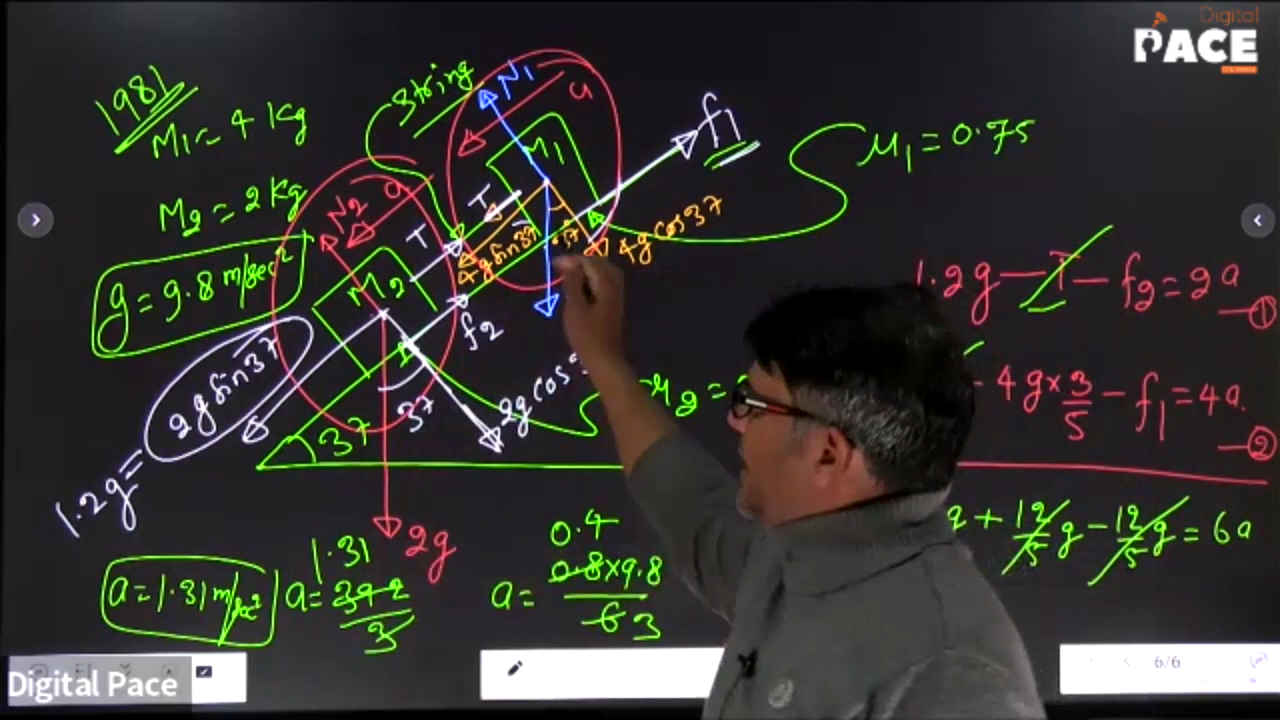 Digital
PACE
1981
M1 = 4 Kg
M2 = 2 Kg
g = 9.8 m/sec²
String
N1
a
M1
f1
μ1 = 0.75
T
4g sin37
37
4g cos37
N2
a
T
M2
f2
2g sin37
1.2g =
37
37
2g cos
μ2 =
2g
1.2g — T — f2 = 2a —①
4g × 3/5 — f1 = 4a. —②
+ 12/5 g — 12/5 g = 6a
0.4
a = 0.8×9.8 / 6 3
1.31
a = 3.92 / 3
a = 1.31 m/sec²
6/6
Digital Pace